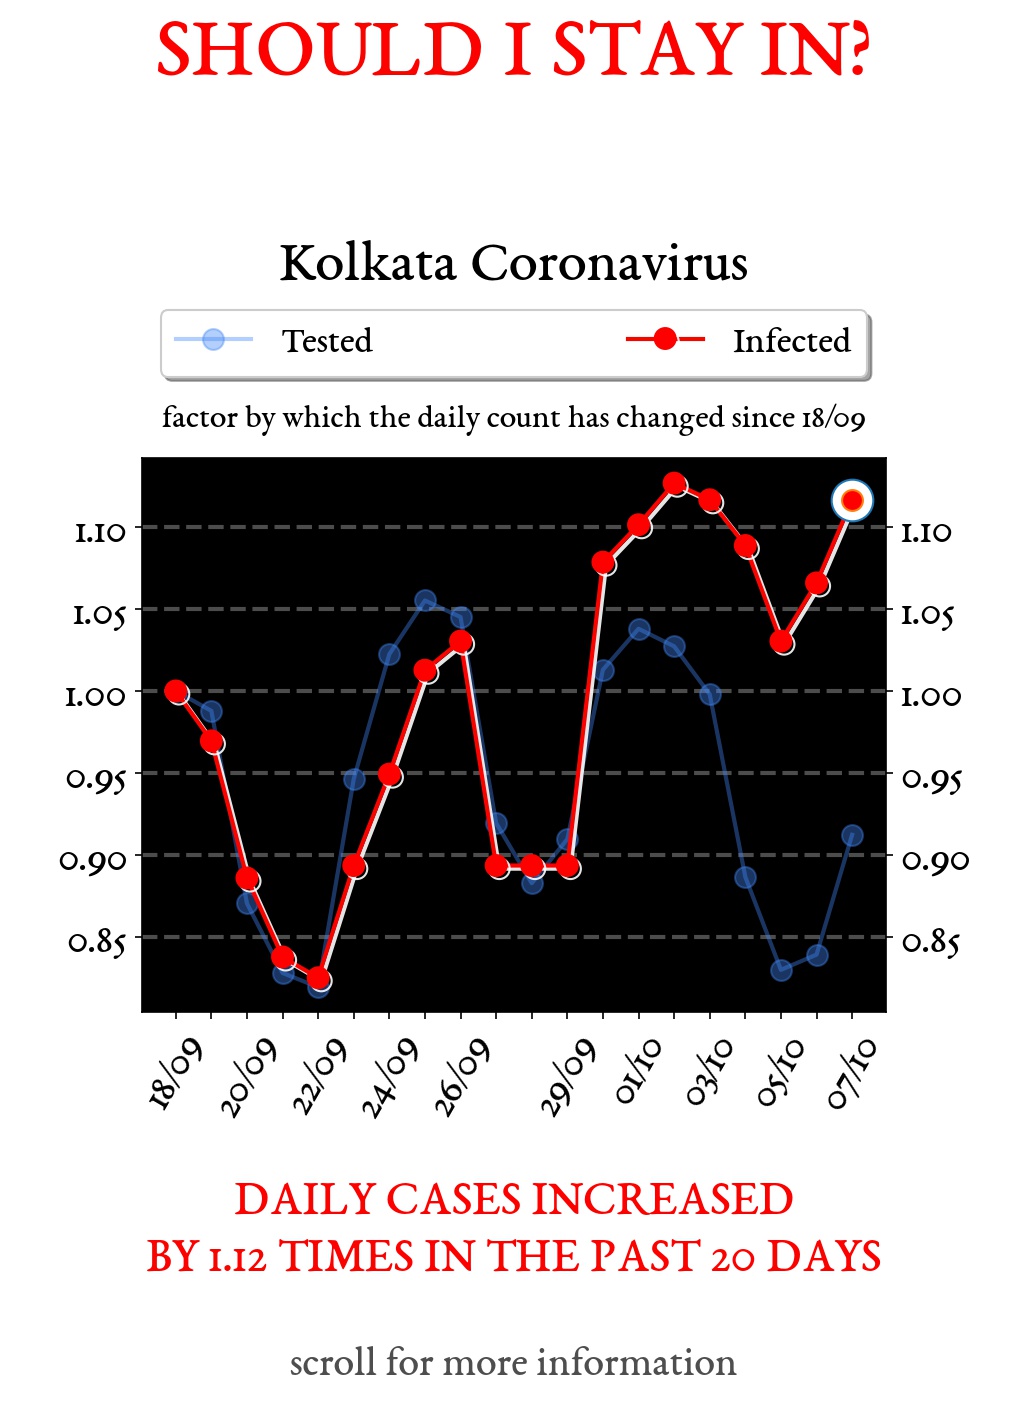 SHOULD I STAY IN?
Kolkata Coronavirus
Tested Infected
factor by which the daily count has changed since 18/09
1.10 1.10
1.05 1.05
1.00 1.00
0.95 0.95
0.90 0.90
0.85 0.85
18/09 20/09 22/09 24/09 26/09 29/09 01/10 03/10 05/10 07/10
DAILY CASES INCREASED
BY 1.12 TIMES IN THE PAST 20 DAYS
scroll for more information